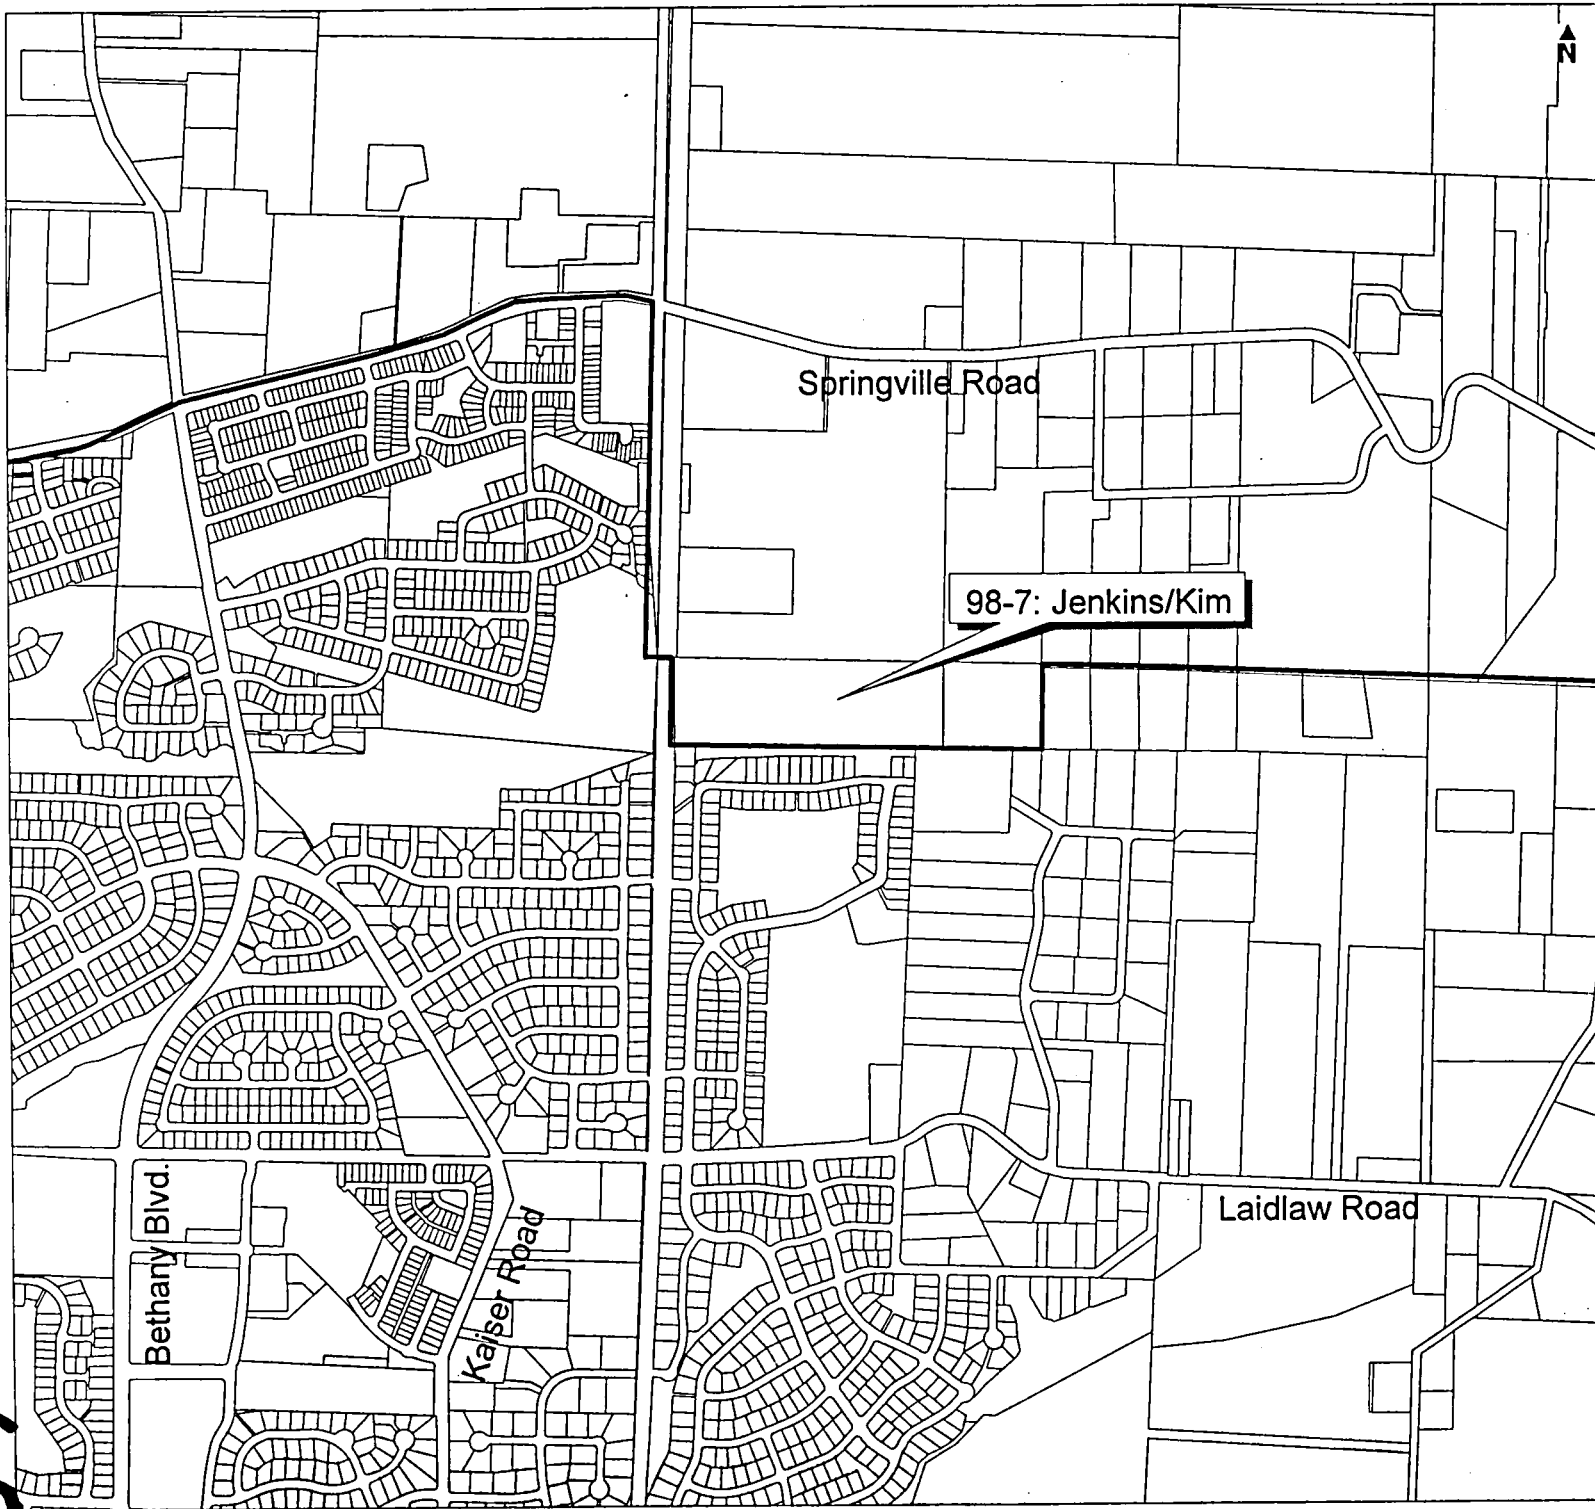 N
Springville Road
98-7: Jenkins/Kim
Laidlaw Road
Bethany Blvd.
Kaiser Road